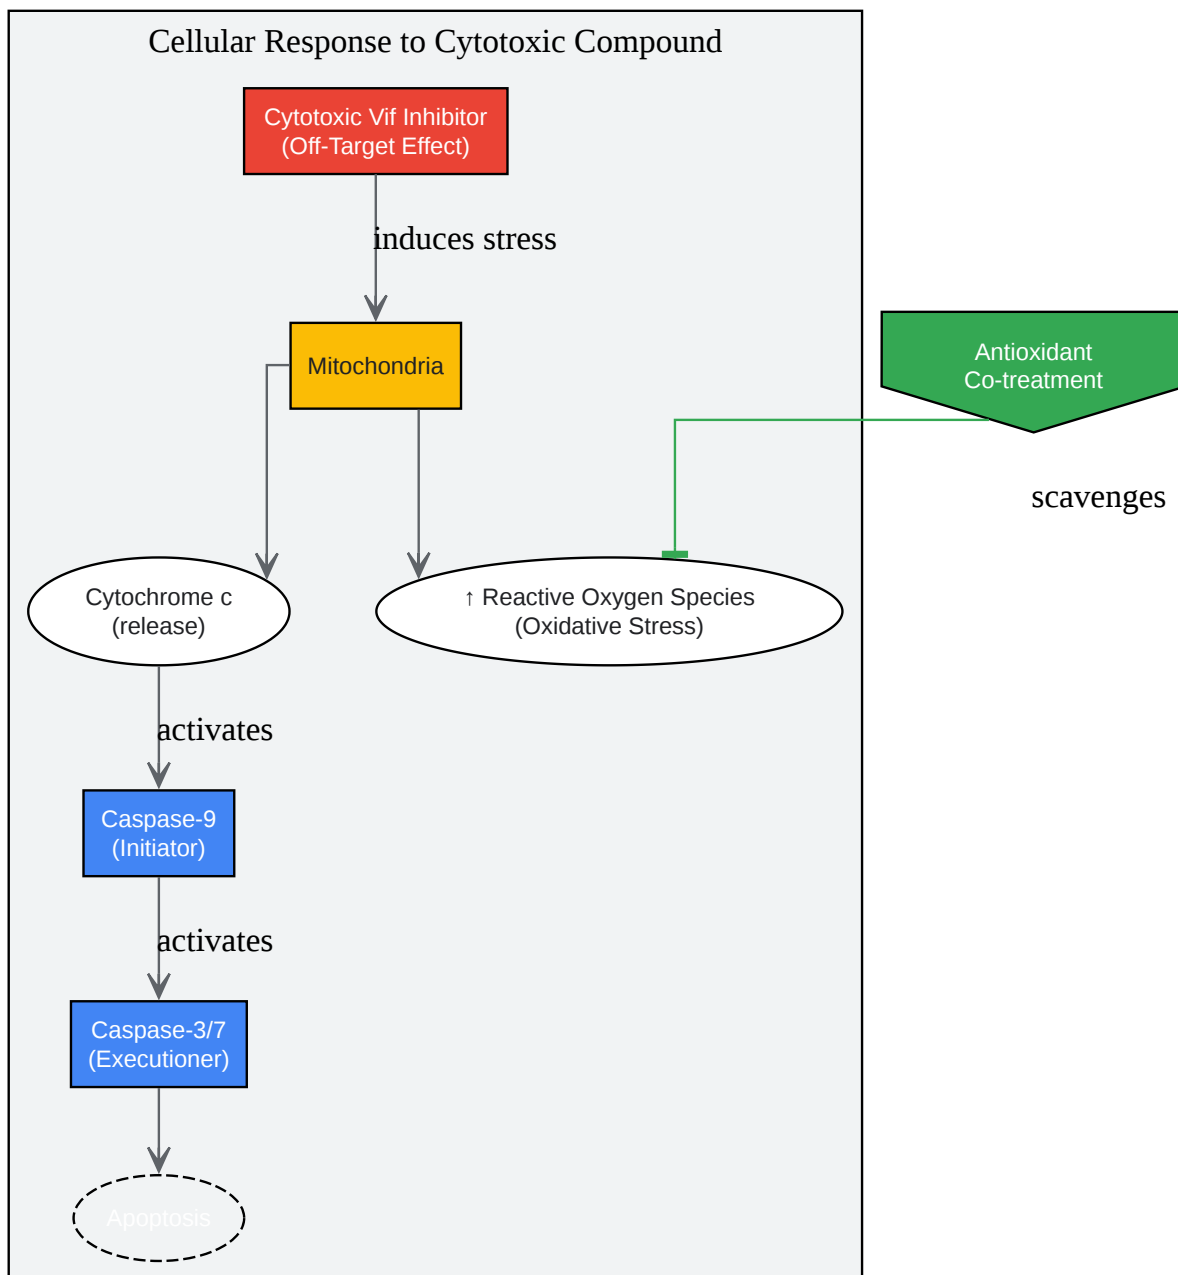 Cellular Response to Cytotoxic Compound
Cytotoxic Vif Inhibitor
(Off-Target Effect)
induces stress
Mitochondria
Antioxidant
Co-treatment
scavenges
Cytochrome c
(release)
↑ Reactive Oxygen Species
(Oxidative Stress)
activates
Caspase-9
(Initiator)
activates
Caspase-3/7
(Executioner)
Apoptosis